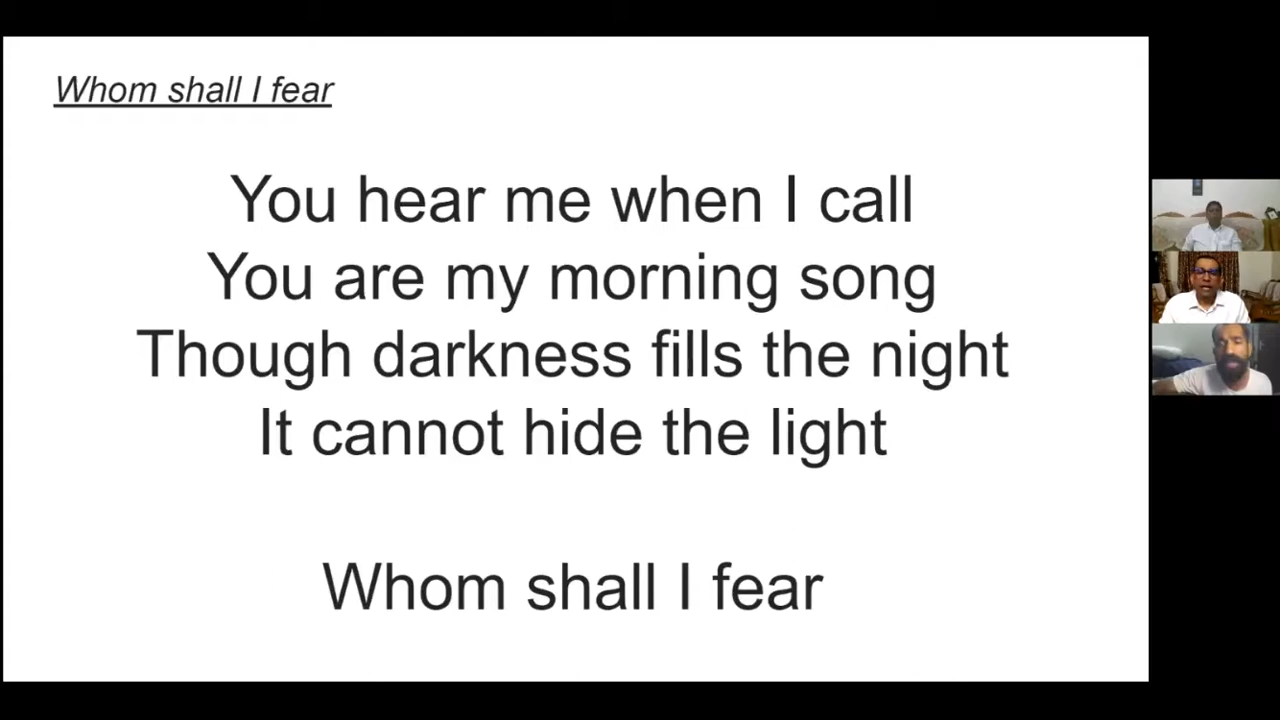 Whom shall I fear
You hear me when I call
You are my morning song
Though darkness fills the night
It cannot hide the light
Whom shall I fear